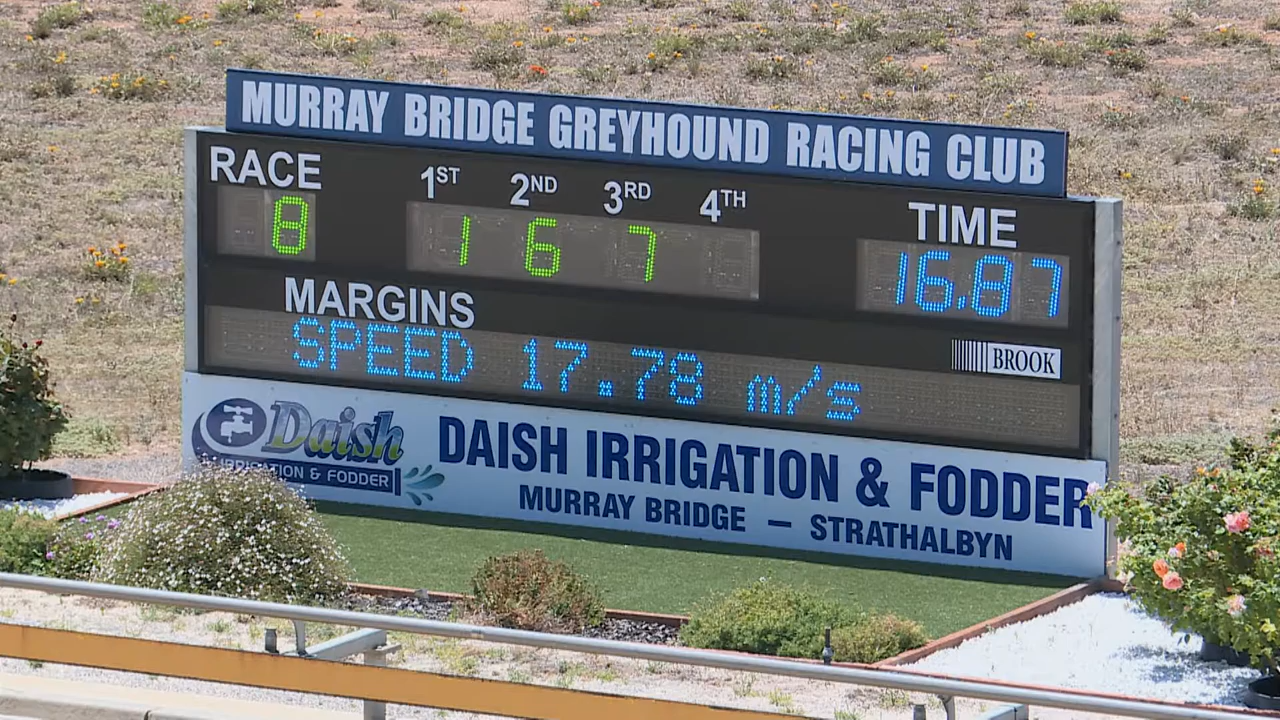 MURRAY BRIDGE GREYHOUND RACING CLUB
RACE 1ST 2ND 3RD 4TH TIME
8 1 6 7 16.87
MARGINS
BROOK
SPEED 17.78 m/s
Daish
IRRIGATION & FODDER
DAISH IRRIGATION & FODDER
MURRAY BRIDGE – STRATHALBYN